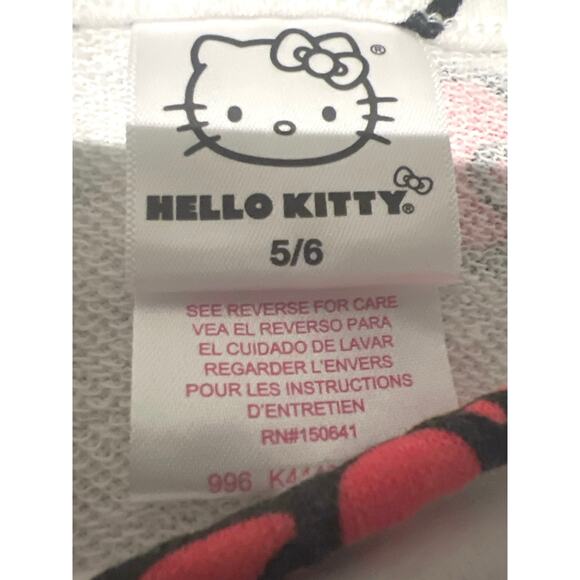 ®
HELLO KITTY®
5/6
SEE REVERSE FOR CARE
VEA EL REVERSO PARA
EL CUIDADO DE LAVAR
REGARDER L'ENVERS
POUR LES INSTRUCTIONS
D'ENTRETIEN
RN#150641
996